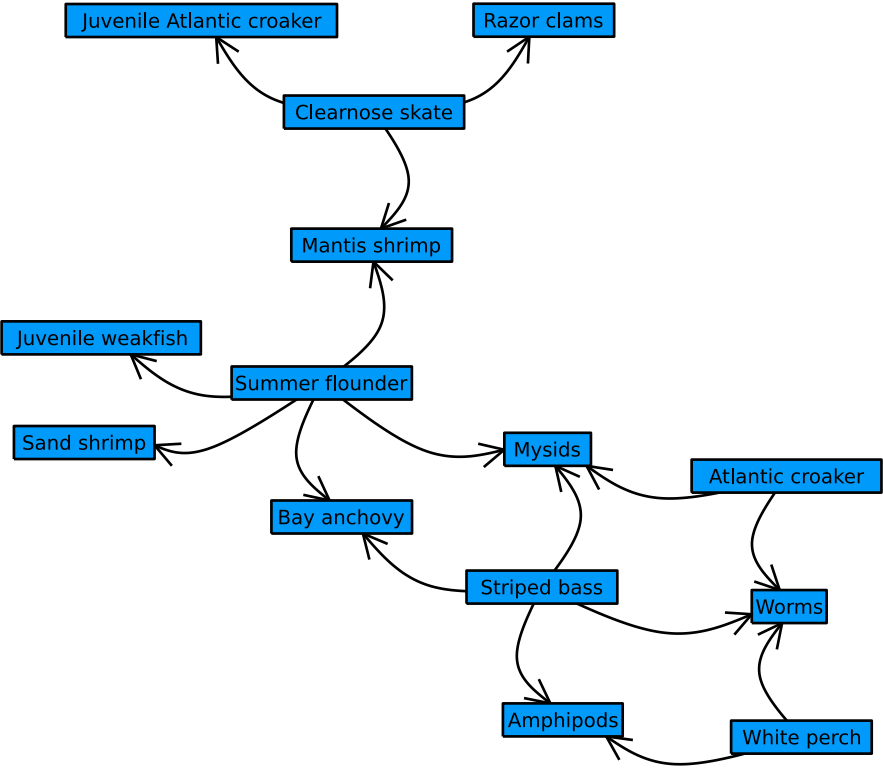 Juvenile Atlantic croaker
Razor clams
Clearnose skate
Mantis shrimp
Juvenile weakfish
Summer flounder
Sand shrimp
Mysids
Atlantic croaker
Bay anchovy
Striped bass
Worms
Amphipods
White perch